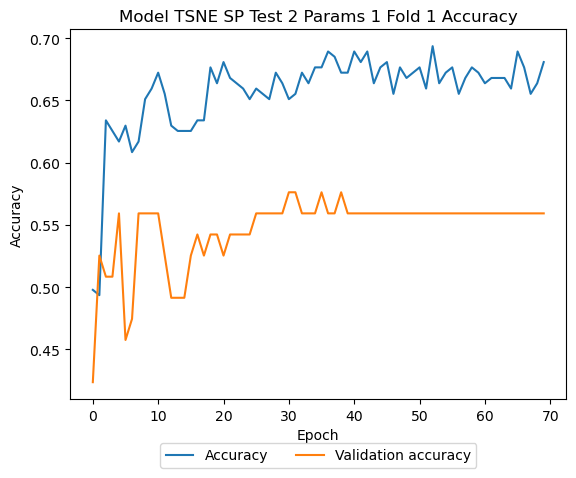 Model TSNE SP Test 2 Params 1 Fold 1 Accuracy
0.70
0.65
0.60
0.55
0.50
0.45
Accuracy
0 10 20 30 40 50 60 70
Epoch
Accuracy Validation accuracy